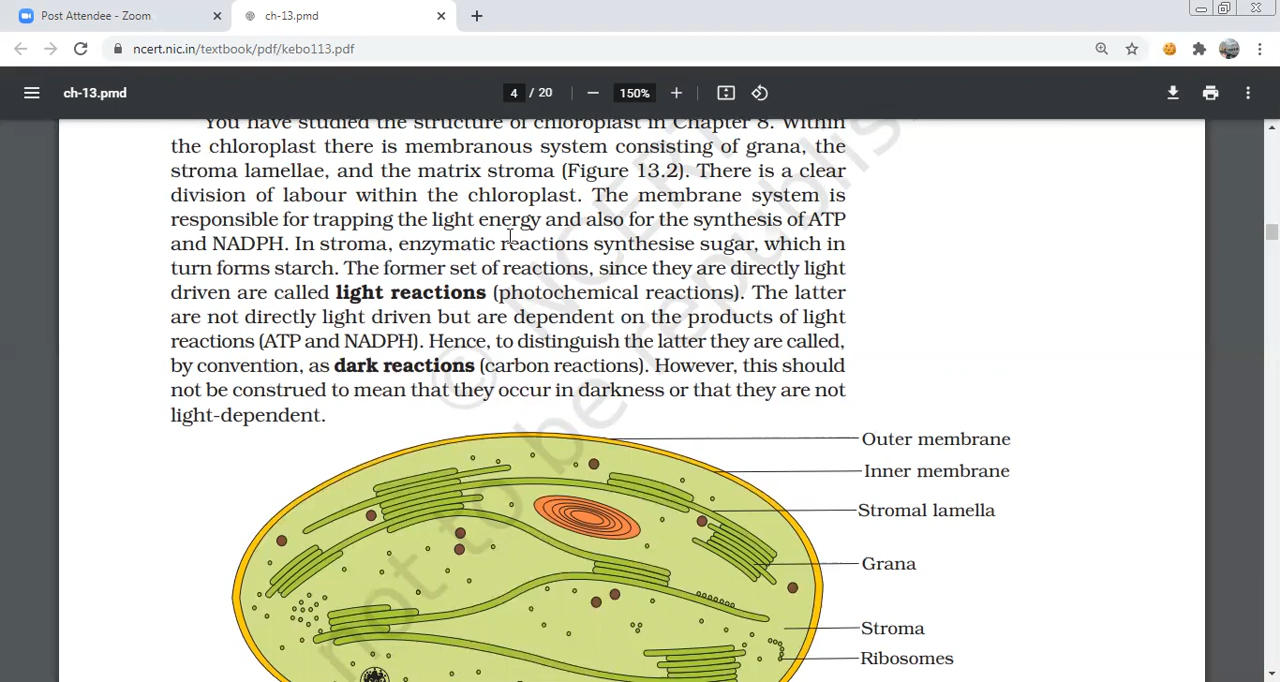 Post Attendee - Zoom
ch-13.pmd
ncert.nic.in/textbook/pdf/kebo113.pdf
ch-13.pmd
4 / 20
150%
You have studied the structure of chloroplast in Chapter 8. Within
the chloroplast there is membranous system consisting of grana, the
stroma lamellae, and the matrix stroma (Figure 13.2). There is a clear
division of labour within the chloroplast. The membrane system is
responsible for trapping the light energy and also for the synthesis of ATP
and NADPH. In stroma, enzymatic reactions synthesise sugar, which in
turn forms starch. The former set of reactions, since they are directly light
driven are called light reactions (photochemical reactions). The latter
are not directly light driven but are dependent on the products of light
reactions (ATP and NADPH). Hence, to distinguish the latter they are called,
by convention, as dark reactions (carbon reactions). However, this should
not be construed to mean that they occur in darkness or that they are not
light-dependent.
Outer membrane
Inner membrane
Stromal lamella
Grana
Stroma
Ribosomes
© NCERT
not to be republis